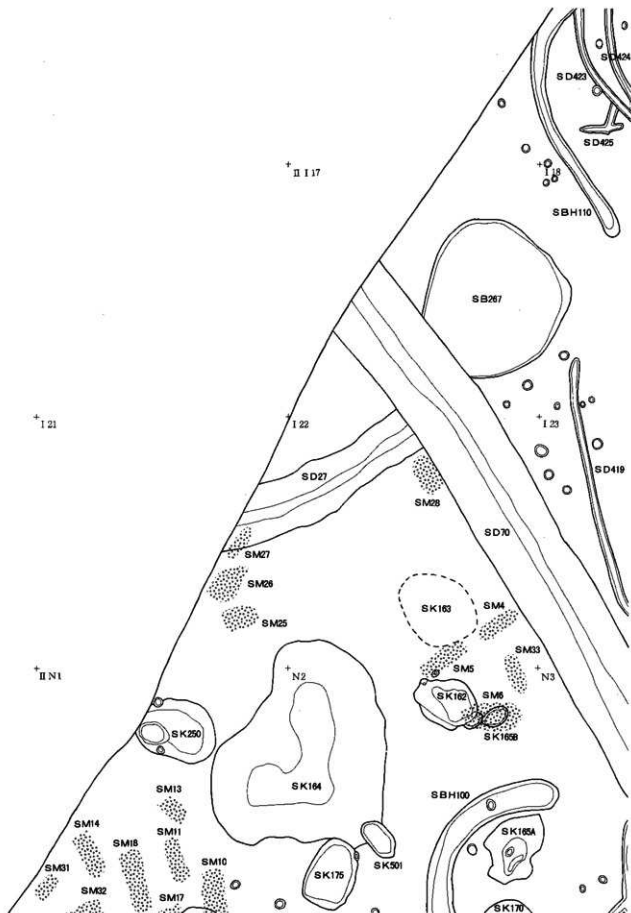 SD424
SD423
SD425
II I 17
I 18
SBH110
SB267
I 21
I 22
I 23
SD419
SD27
SM28
SD70
SM27
SM26
SK163
SM4
SM25
SM33
II N1
N2
SM5
N3
SK162
SM6
SK250
SK165B
SK164
SM13
SBH100
SM14
SM11
SK165A
SM18
SM10
SK501
SM31
SK175
SM32
SM17
SK170